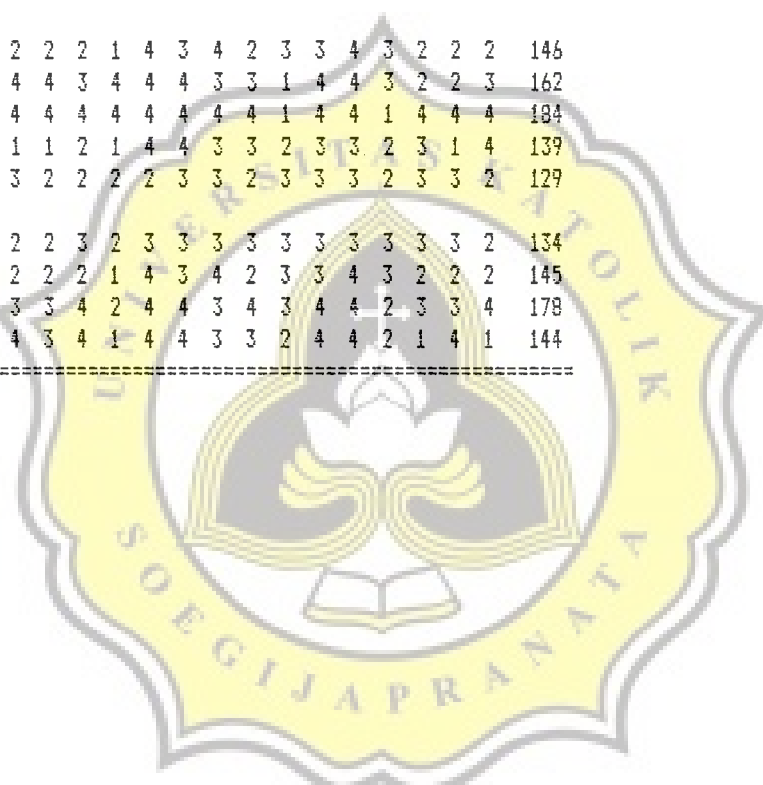 2 2 2 1 4 3 4 2 3 3 4 3 2 2 2 146
4 4 3 4 4 4 3 3 1 4 4 3 2 2 3 162
4 4 4 4 4 4 4 4 1 4 4 1 4 4 4 184
1 1 2 1 4 4 3 3 2 3 3 2 3 1 4 139
3 2 2 2 2 3 3 2 3 3 3 2 3 3 2 129
2 2 3 2 3 3 3 3 3 3 3 3 3 3 2 134
2 2 2 1 4 3 4 2 3 3 4 3 2 2 2 145
3 3 4 2 4 4 3 4 3 4 4 2 3 3 4 178
4 3 4 1 4 4 3 3 2 4 4 2 1 4 1 144
UNIVERSITAS KATOLIK
SOEGIJAPRANATA